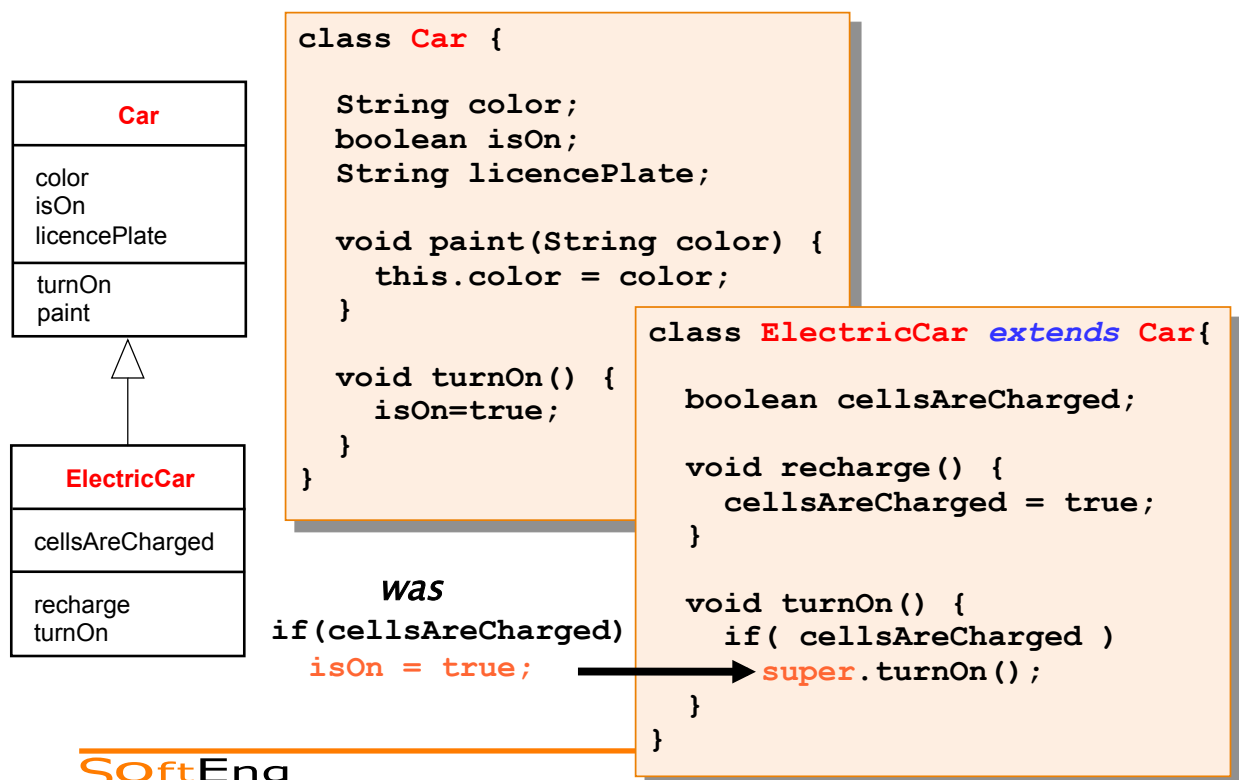 Car
color
isOn
licencePlate
turnOn
paint
ElectricCar
cellsAreCharged
recharge
turnOn
class Car {
String color;
boolean isOn;
String licencePlate;
void paint(String color) {
this.color = color;
}
void turnOn() {
isOn=true;
}
}
was
if(cellsAreCharged)
isOn = true;
class ElectricCar extends Car{
boolean cellsAreCharged;
void recharge() {
cellsAreCharged = true;
}
void turnOn() {
if( cellsAreCharged )
super.turnOn();
}
}
SoftEng